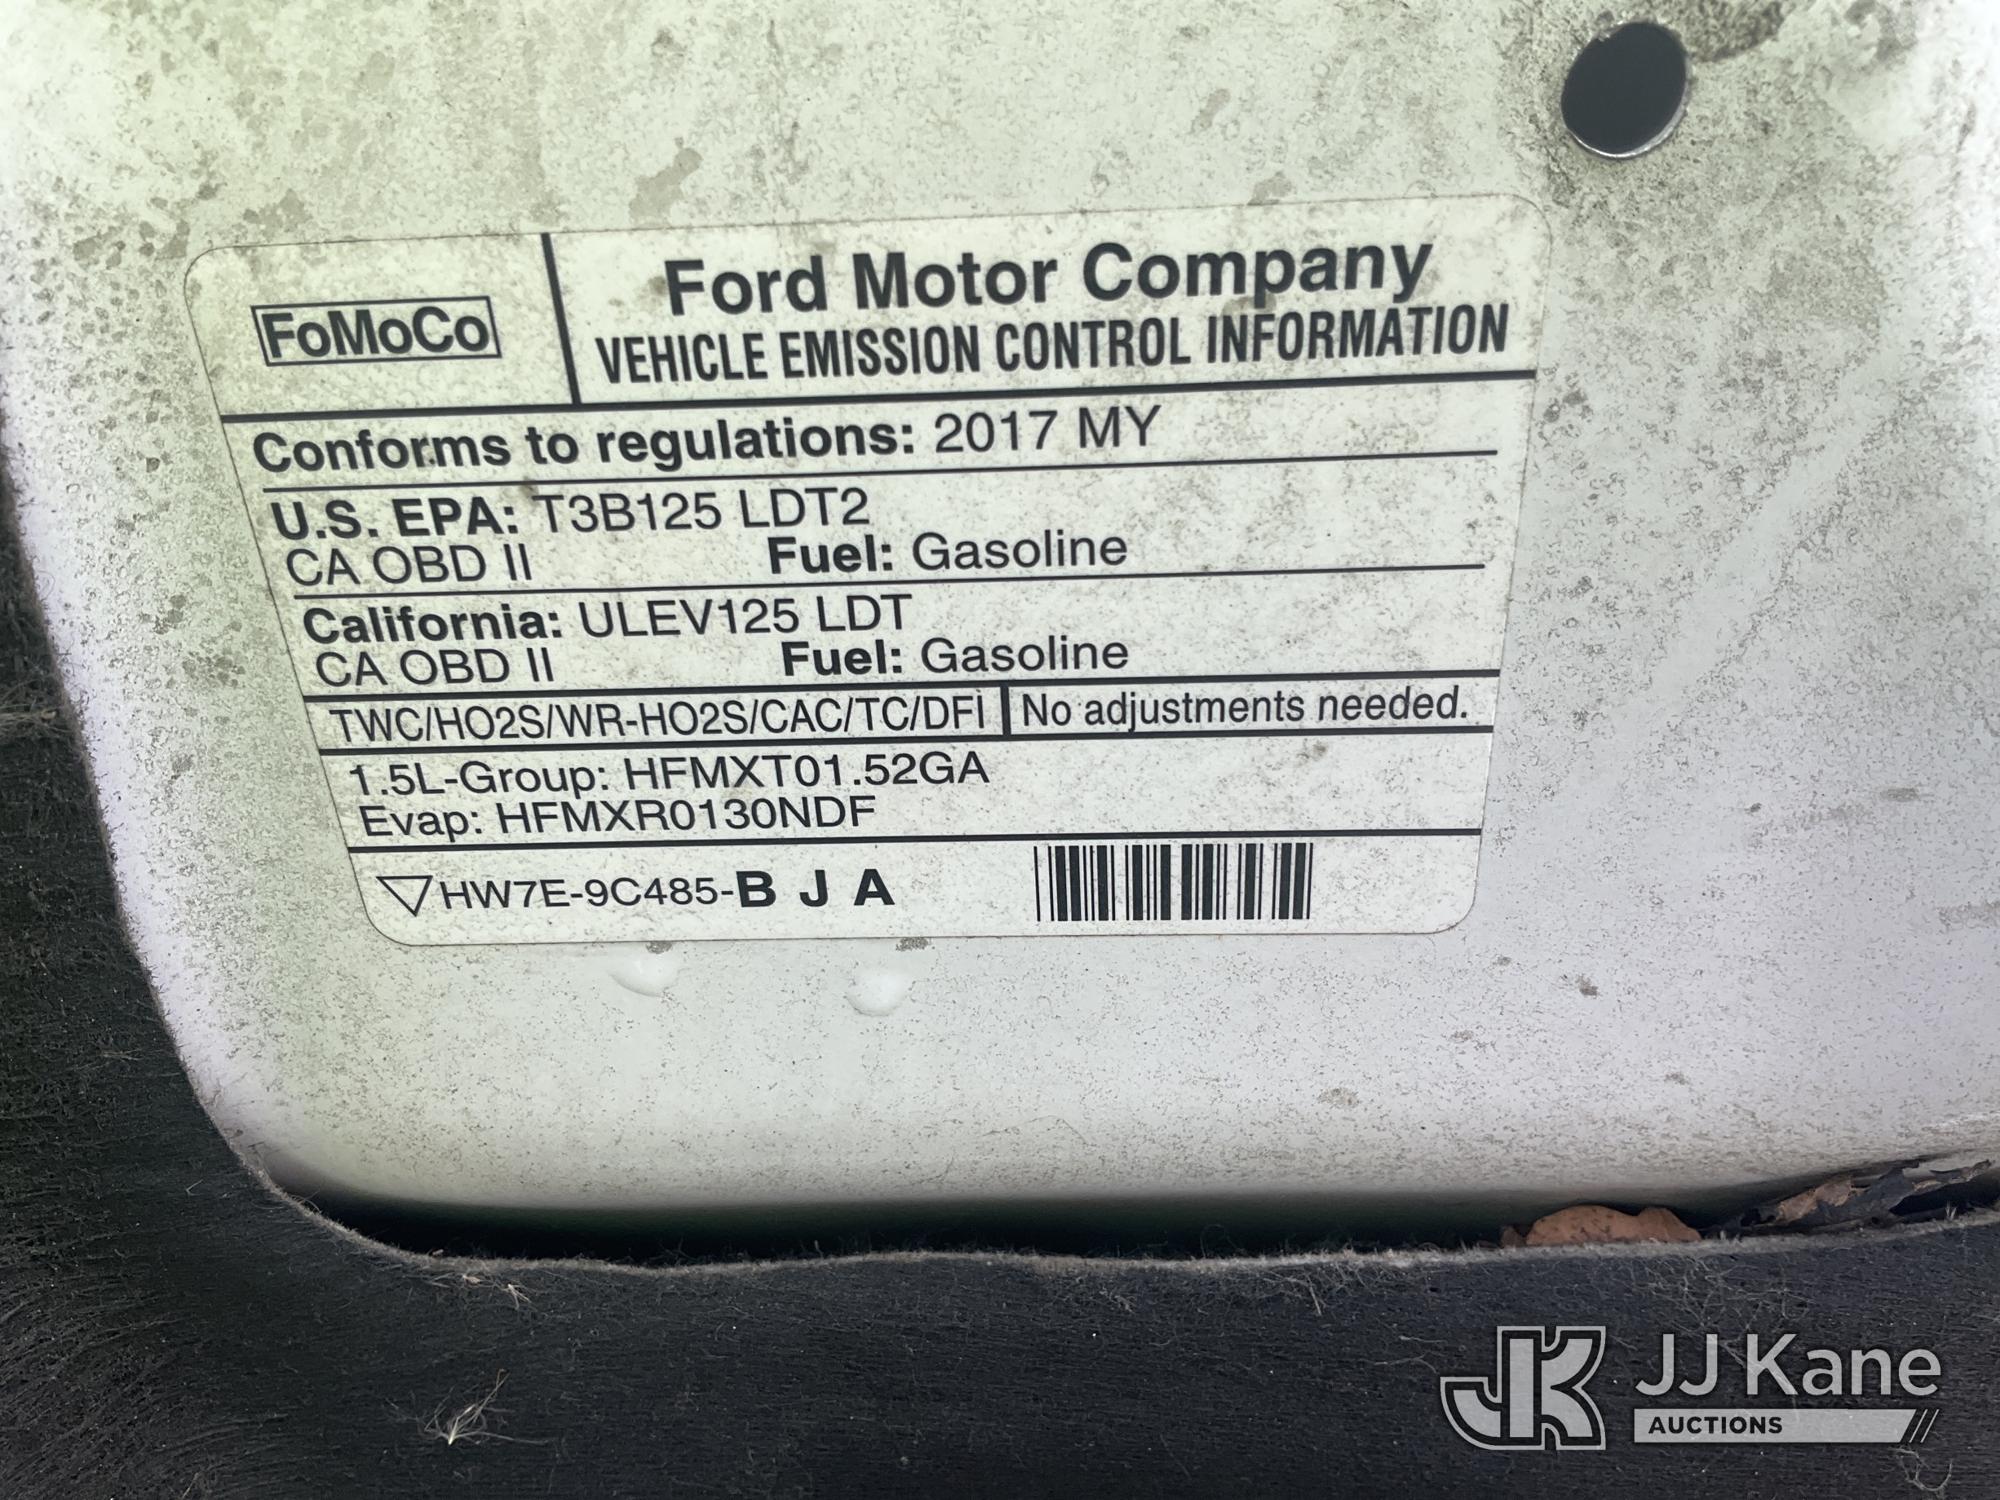 FoMoCo
Ford Motor Company
VEHICLE EMISSION CONTROL INFORMATION
Conforms to regulations: 2017 MY
U.S. EPA: T3B125 LDT2
CA OBD II Fuel: Gasoline
California: ULEV125 LDT
CA OBD II Fuel: Gasoline
TWC/HO2S/WR-HO2S/CAC/TC/DFI No adjustments needed.
1.5L-Group: HFMXT01.52GA
Evap: HFMXR0130NDF
HW7E-9C485-B J A
JK JJ Kane
AUCTIONS